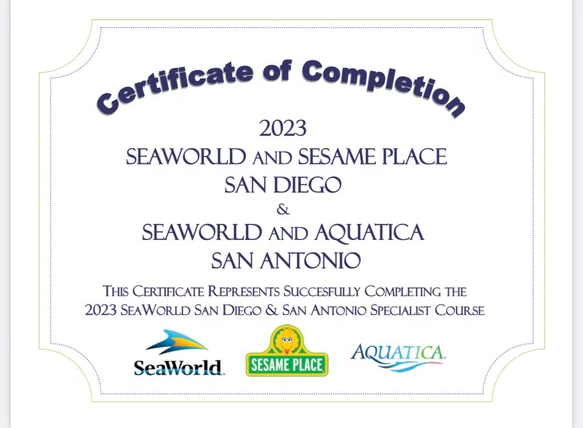 Certificate of Completion
2023
SEAWORLD AND SESAME PLACE
SAN DIEGO
&
SEAWORLD AND AQUATICA
SAN ANTONIO
THIS CERTIFICATE REPRESENTS SUCCESFULLY COMPLETING THE
2023 SEAWORLD SAN DIEGO & SAN ANTONIO SPECIALIST COURSE
SeaWorld
SESAME PLACE
AQUATICA